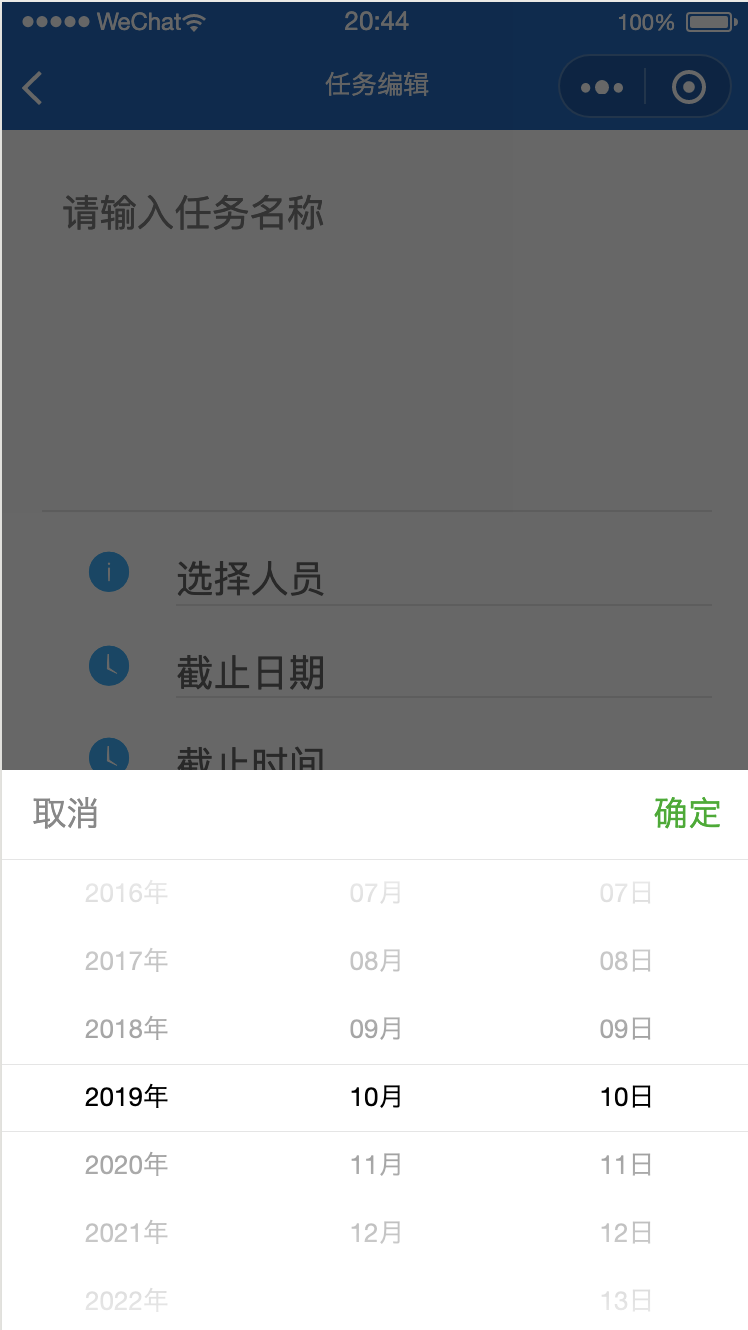 WeChat 20:44 100%
任务编辑
请输入任务名称
选择人员
截止日期
截止时间
取消 确定
2016年 07月 07日
2017年 08月 08日
2018年 09月 09日
2019年 10月 10日
2020年 11月 11日
2021年 12月 12日
2022年 13日